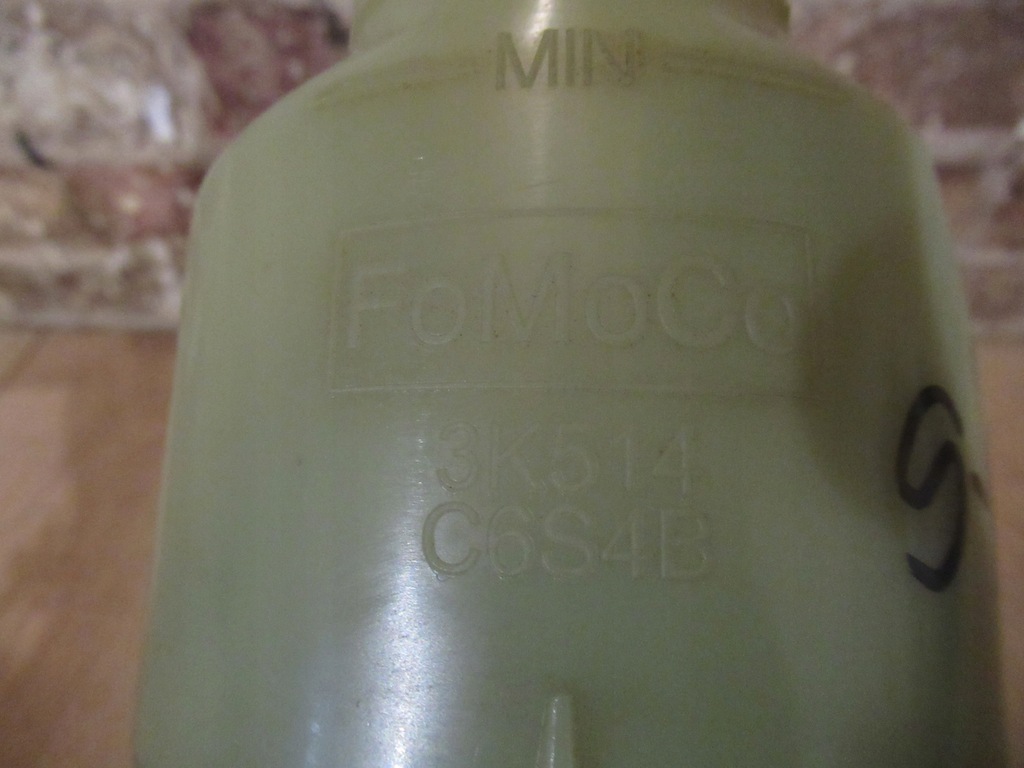 MIN
FoMoCo
3K514
C6S4B
S